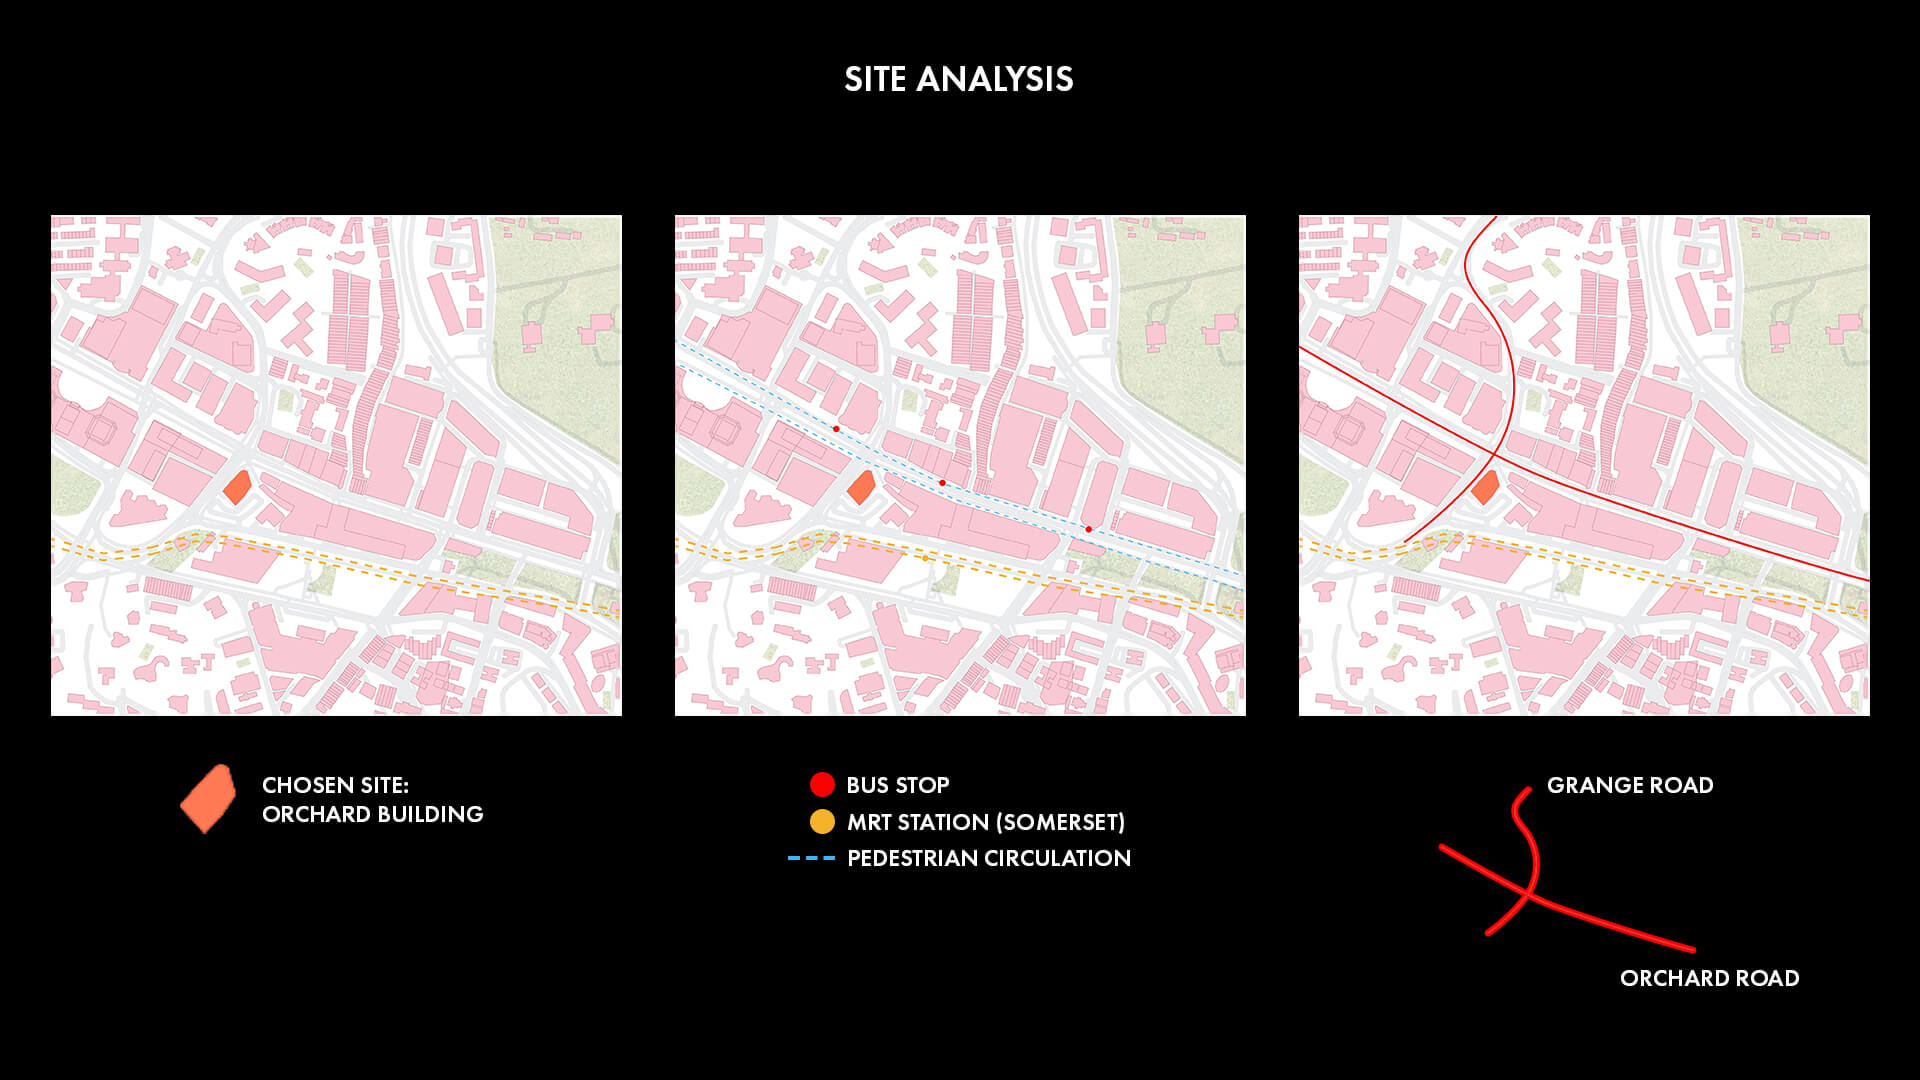 SITE ANALYSIS
CHOSEN SITE:
ORCHARD BUILDING
BUS STOP
MRT STATION (SOMERSET)
PEDESTRIAN CIRCULATION
GRANGE ROAD
ORCHARD ROAD